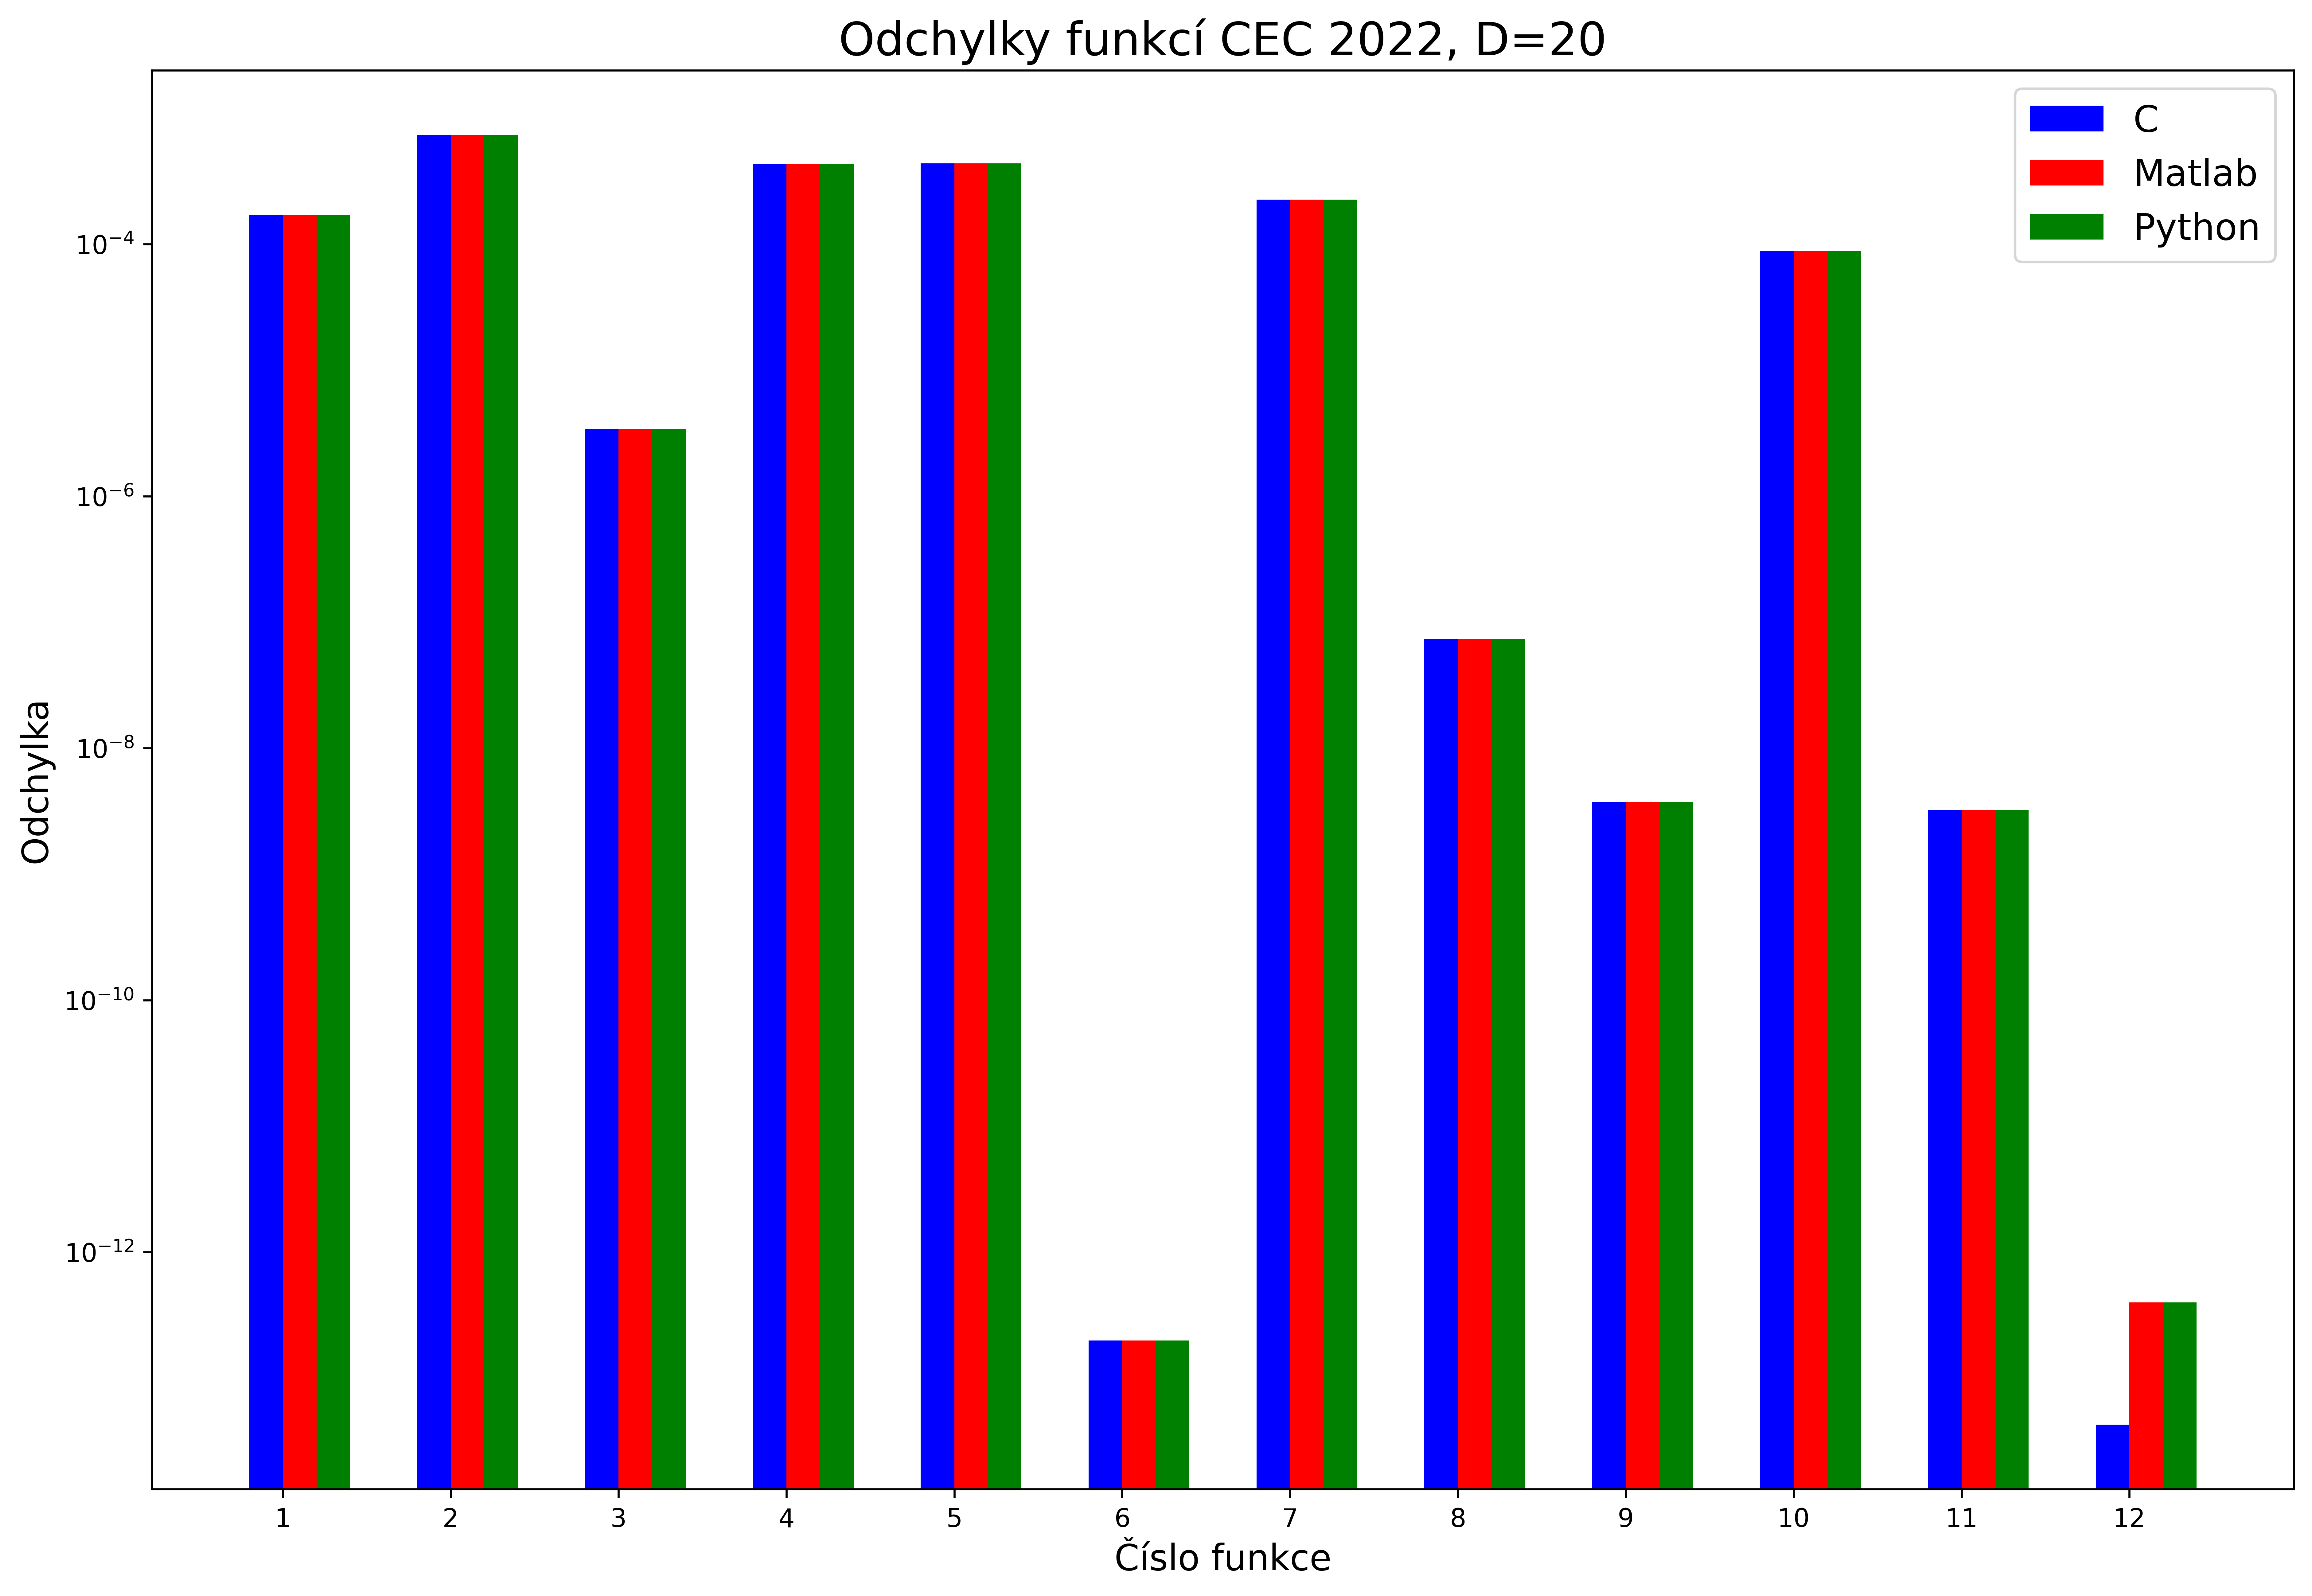 Odchylky funkcí CEC 2022, D=20
C
Matlab
Python
10⁻⁴
10⁻⁶
10⁻⁸
10⁻¹⁰
10⁻¹²
Odchylka
1 2 3 4 5 6 7 8 9 10 11 12
Číslo funkce